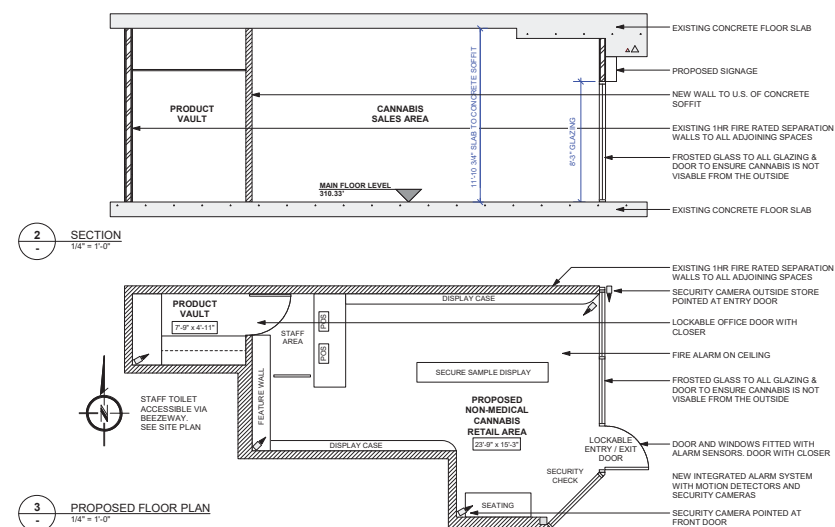 EXISTING CONCRETE FLOOR SLAB
PROPOSED SIGNAGE
NEW WALL TO U.S. OF CONCRETE
SOFFIT
PRODUCT
VAULT
CANNABIS
SALES AREA
11'-10 3/4" SLAB TO CONCRETE SOFFIT
8'-3" GLAZING
EXISTING 1HR FIRE RATED SEPARATION
WALLS TO ALL ADJOINING SPACES
FROSTED GLASS TO ALL GLAZING &
DOOR TO ENSURE CANNABIS IS NOT
VISABLE FROM THE OUTSIDE
MAIN FLOOR LEVEL
310.33'
EXISTING CONCRETE FLOOR SLAB
2
-
SECTION
1/4" = 1'-0"
EXISTING 1HR FIRE RATED SEPARATION
WALLS TO ALL ADJOINING SPACES
SECURITY CAMERA OUTSIDE STORE
POINTED AT ENTRY DOOR
PRODUCT
VAULT
7'-9" x 4'-11"
DISPLAY CASE
POS
POS
STAFF
AREA
LOCKABLE OFFICE DOOR WITH
CLOSER
FIRE ALARM ON CEILING
SECURE SAMPLE DISPLAY
FROSTED GLASS TO ALL GLAZING &
DOOR TO ENSURE CANNABIS IS NOT
VISABLE FROM THE OUTSIDE
N
STAFF TOILET
ACCESSIBLE VIA
BEEZEWAY.
SEE SITE PLAN
FEATURE WALL
PROPOSED
NON-MEDICAL
CANNABIS
RETAIL AREA
23'-9" x 15'-3"
DISPLAY CASE
LOCKABLE
ENTRY / EXIT
DOOR
DOOR AND WINDOWS FITTED WITH
ALARM SENSORS. DOOR WITH CLOSER
SECURITY
CHECK
NEW INTEGRATED ALARM SYSTEM
WITH MOTION DETECTORS AND
SECURITY CAMERAS
SEATING
SECURITY CAMERA POINTED AT
FRONT DOOR
3
-
PROPOSED FLOOR PLAN
1/4" = 1'-0"